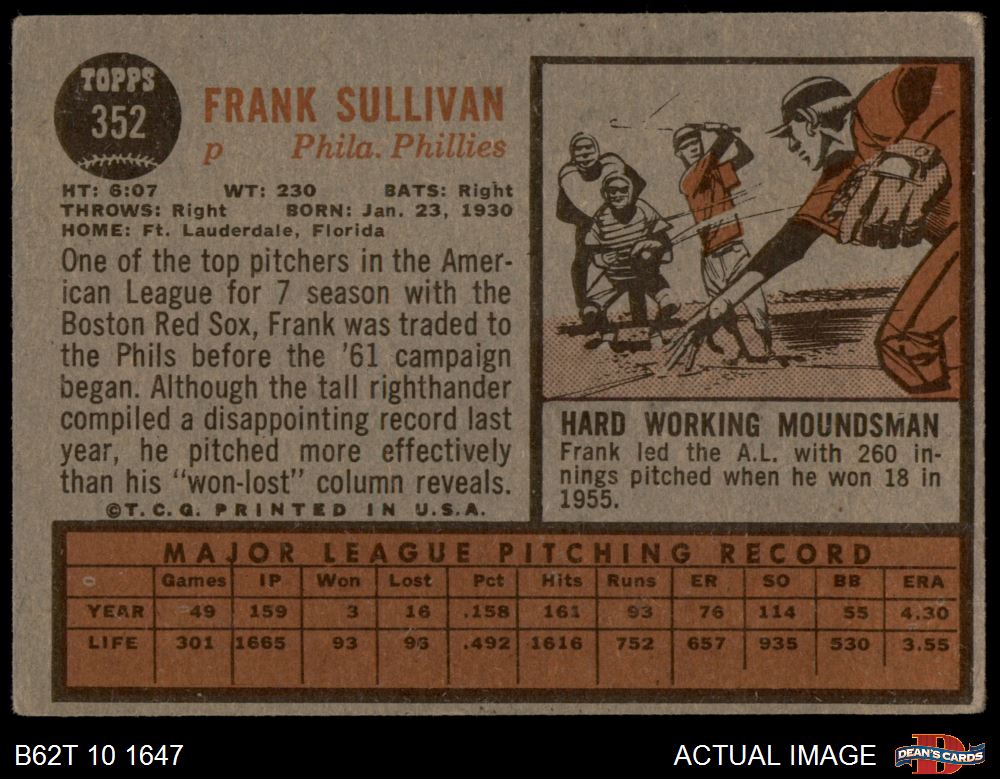 TOPPS
352
FRANK SULLIVAN
p Phila. Phillies
HT: 6:07 WT: 230 BATS: Right
THROWS: Right BORN: Jan. 23, 1930
HOME: Ft. Lauderdale, Florida
One of the top pitchers in the Amer-
ican League for 7 season with the
Boston Red Sox, Frank was traded to
the Phils before the '61 campaign
began. Although the tall righthander
compiled a disappointing record last
year, he pitched more effectively
than his "won-lost" column reveals.
©T.C.G. PRINTED IN U.S.A.
HARD WORKING MOUNDSMAN
Frank led the A.L. with 260 in-
nings pitched when he won 18 in
1955.
MAJOR LEAGUE PITCHING RECORD
Games IP Won Lost Pct Hits Runs ER SO BB ERA
YEAR 49 159 3 16 .158 161 93 76 114 55 4.30
LIFE 301 1665 93 96 .492 1616 752 657 935 530 3.55
B62T 10 1647
ACTUAL IMAGE
D
DEAN'S CARDS